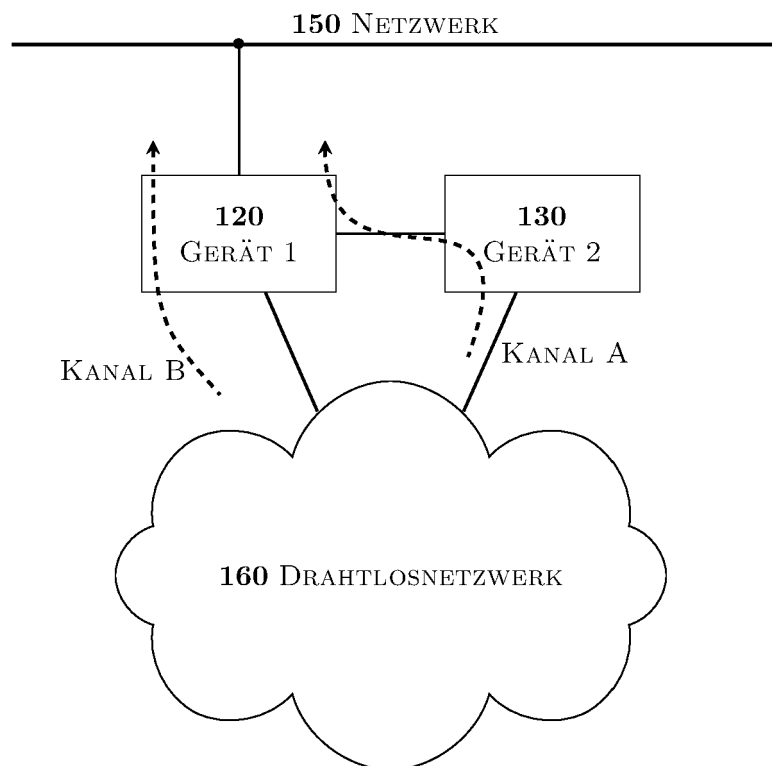 150 NETZWERK
120
GERÄT 1
130
GERÄT 2
KANAL B
KANAL A
160 DRAHTLOSNETZWERK